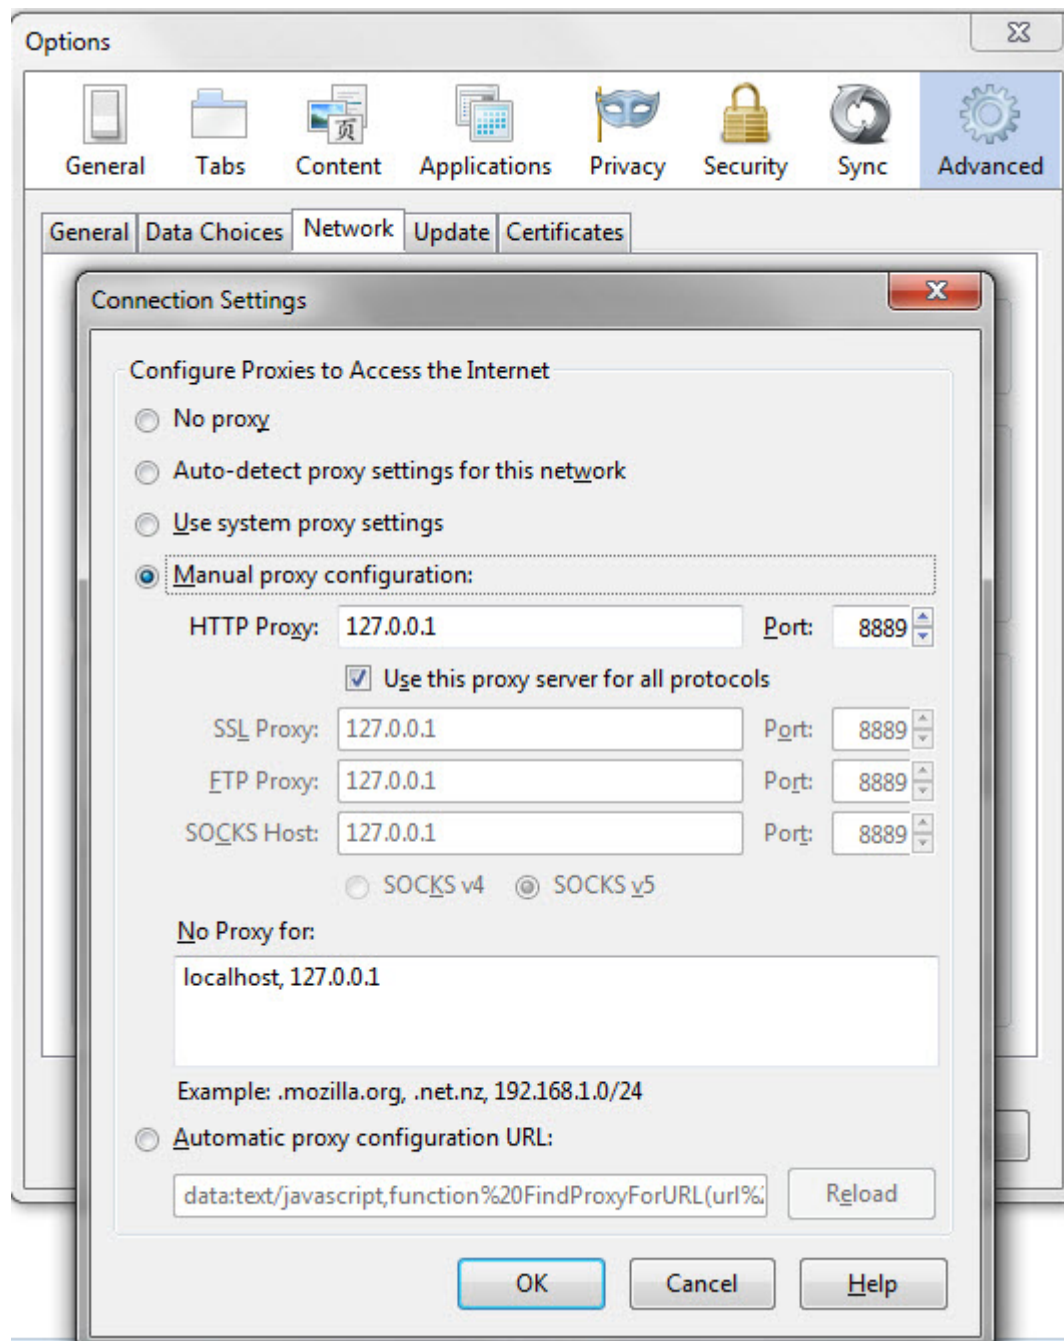 Options
General Tabs Content Applications Privacy Security Sync Advanced
General Data Choices Network Update Certificates
Connection Settings
Configure Proxies to Access the Internet
No proxy
Auto-detect proxy settings for this network
Use system proxy settings
Manual proxy configuration:
HTTP Proxy: 127.0.0.1 Port: 8889
Use this proxy server for all protocols
SSL Proxy: 127.0.0.1 Port: 8889
FTP Proxy: 127.0.0.1 Port: 8889
SOCKS Host: 127.0.0.1 Port: 8889
SOCKS v4 SOCKS v5
No Proxy for:
localhost, 127.0.0.1
Example: .mozilla.org, .net.nz, 192.168.1.0/24
Automatic proxy configuration URL:
data:text/javascript,function%20FindProxyForURL(url%2 Reload
OK Cancel Help